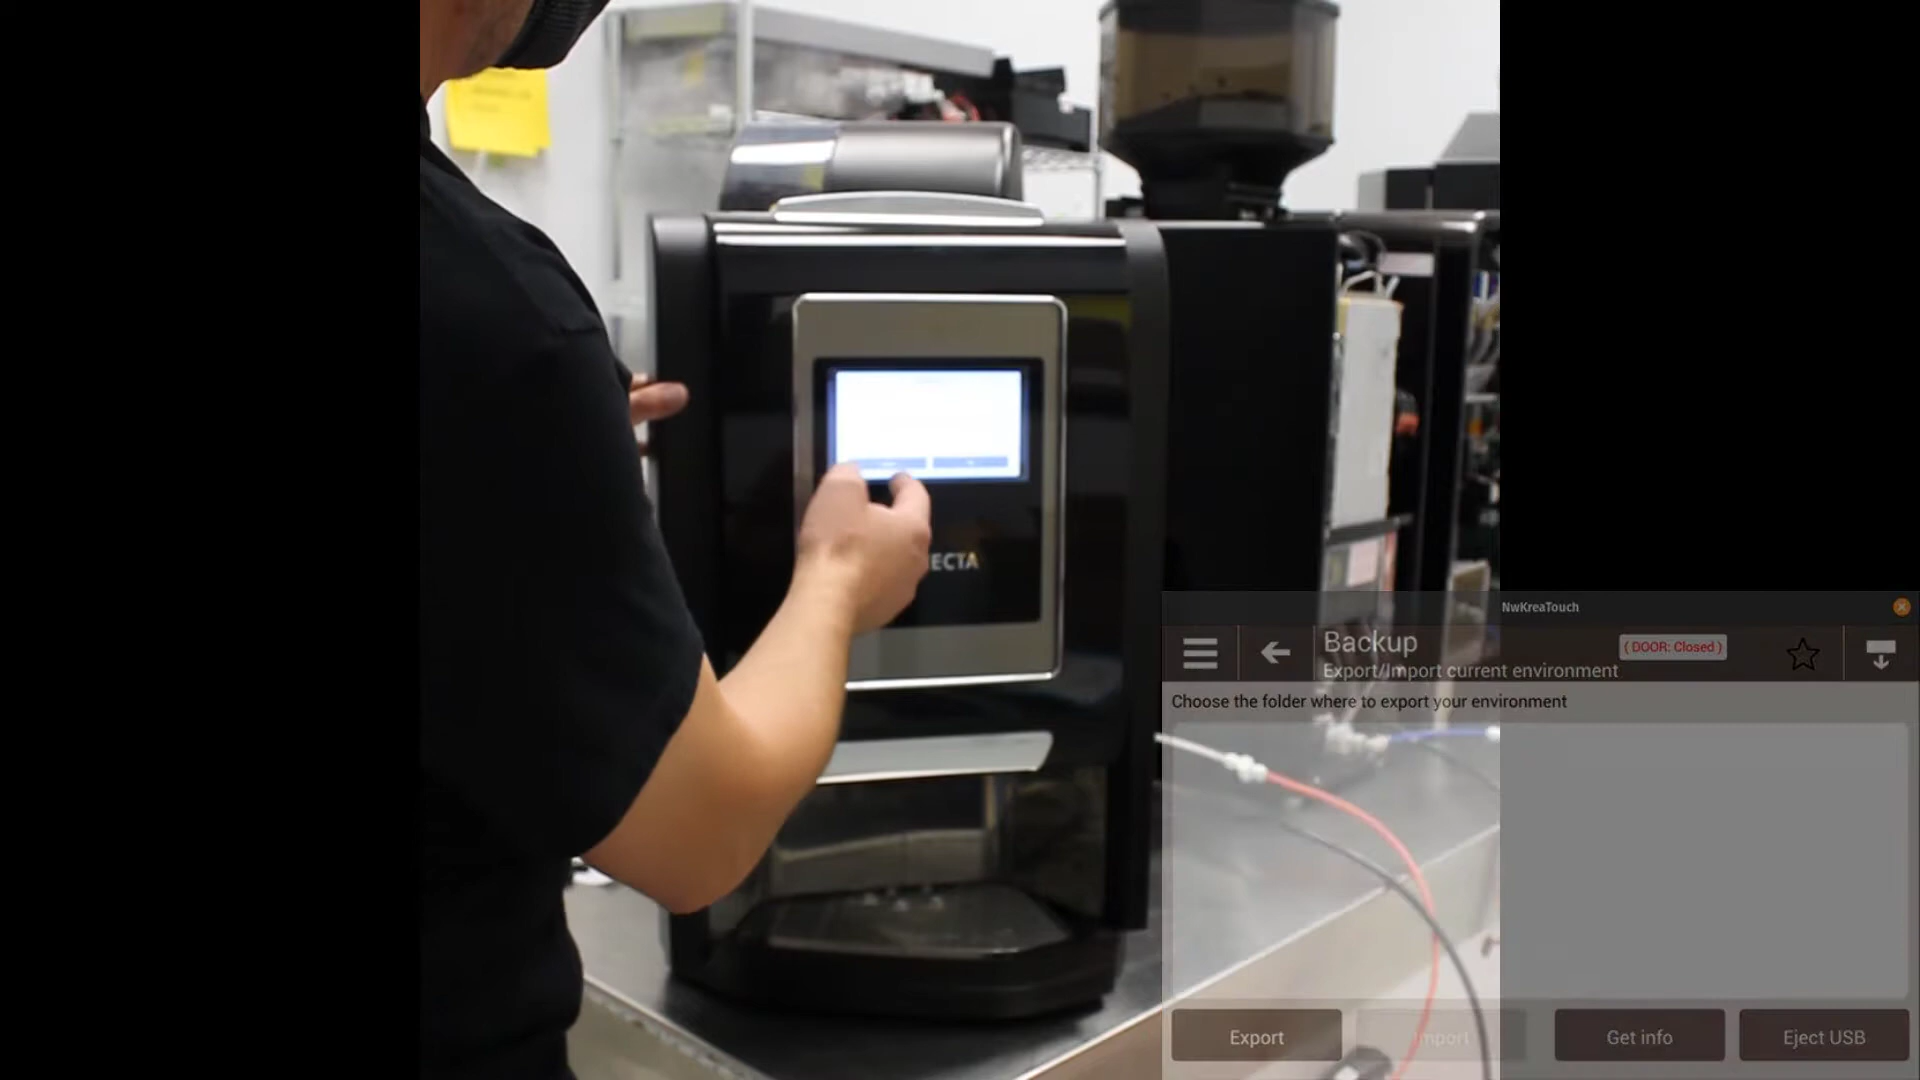 ECTA
NwKreaTouch
Backup
( DOOR: Closed )
Export/Import current environment
Choose the folder where to export your environment
Export
Import
Get info
Eject USB